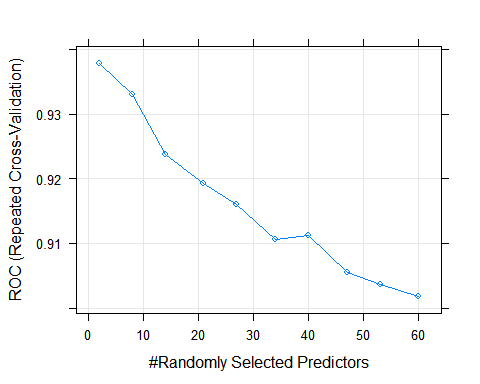 ROC (Repeated Cross-Validation)
0.93
0.92
0.91
0 10 20 30 40 50 60
#Randomly Selected Predictors